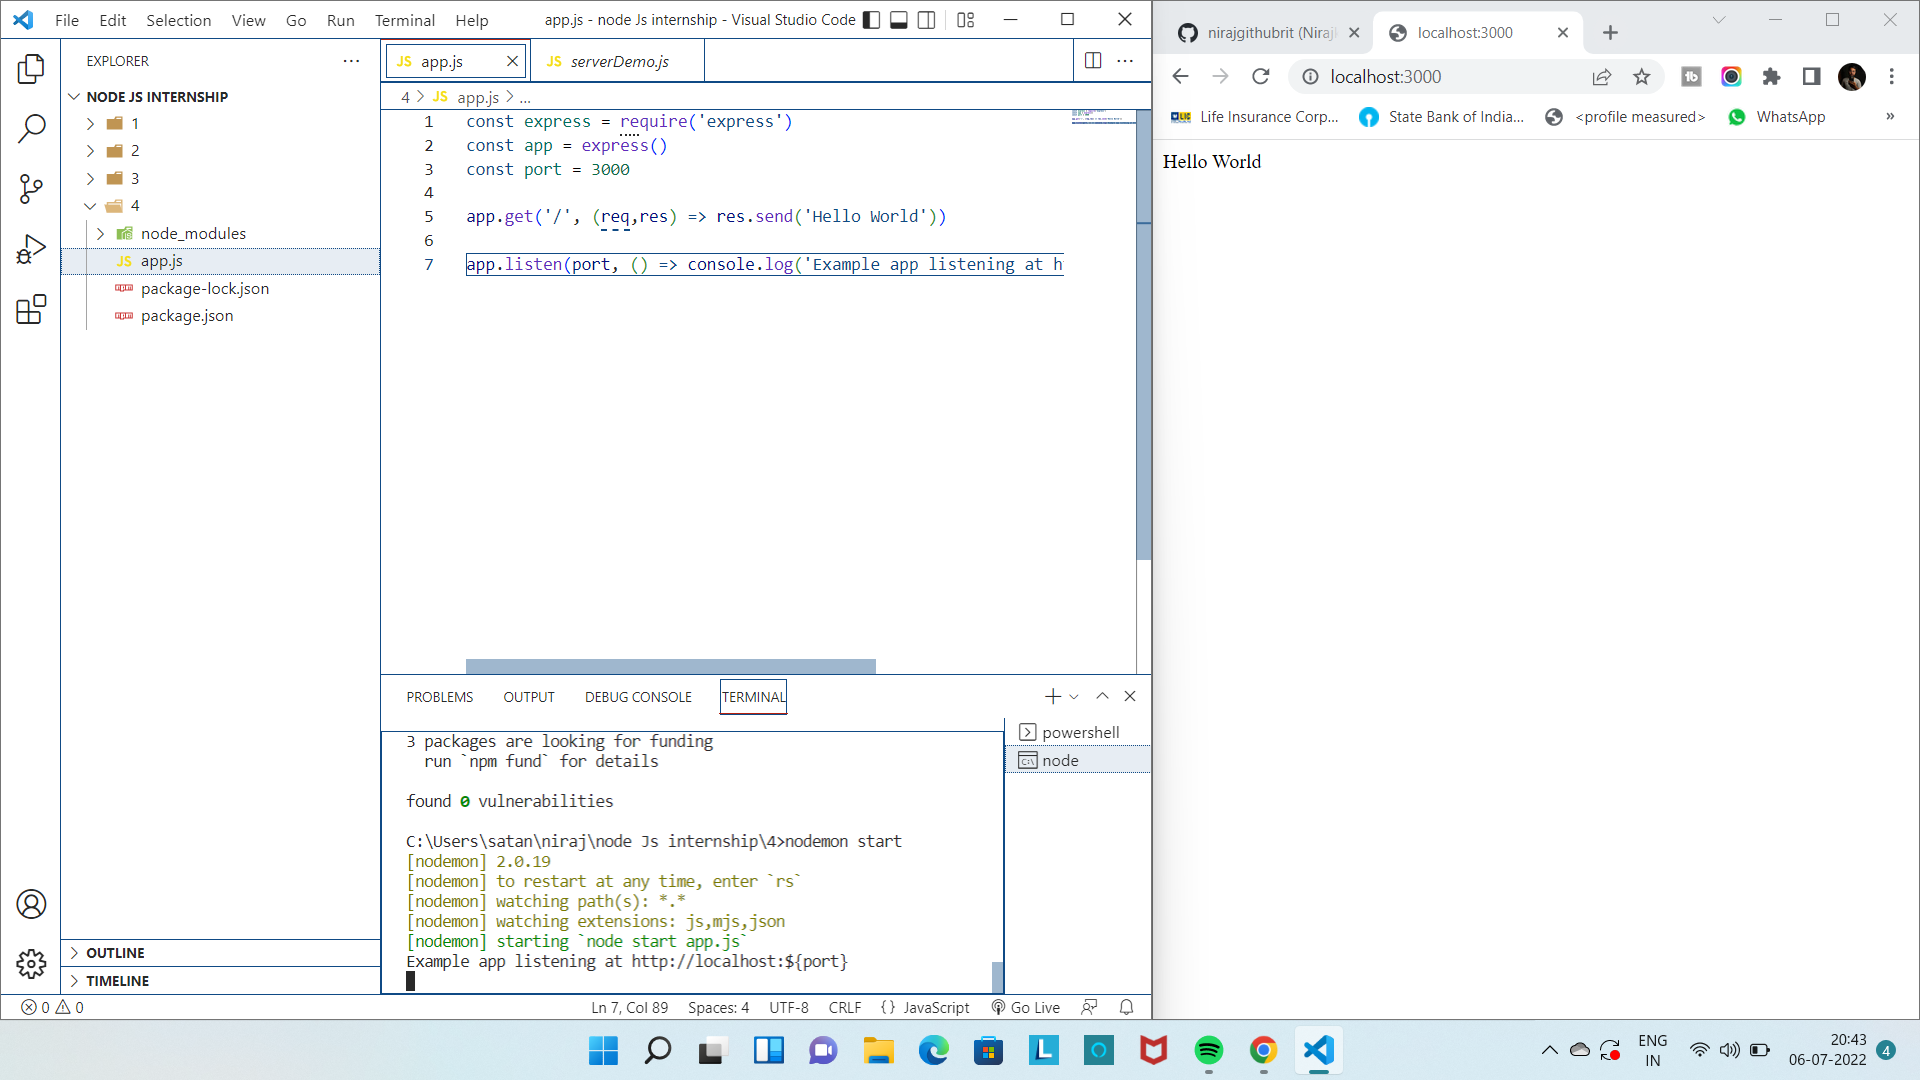 File Edit Selection View Go Run Terminal Help
app.js - node Js internship - Visual Studio Code
EXPLORER
NODE JS INTERNSHIP
1
2
3
4
node_modules
JS app.js
package-lock.json
package.json
OUTLINE
TIMELINE
JS app.js
JS serverDemo.js
4 > JS app.js > ...
1 const express = require('express')
2 const app = express()
3 const port = 3000
4
5 app.get('/', (req,res) => res.send('Hello World'))
6
7 app.listen(port, () => console.log('Example app listening at h
PROBLEMS OUTPUT DEBUG CONSOLE TERMINAL
3 packages are looking for funding
run `npm fund` for details
found 0 vulnerabilities
C:\Users\satan\niraj\node Js internship\4>nodemon start
[nodemon] 2.0.19
[nodemon] to restart at any time, enter `rs`
[nodemon] watching path(s): *.*
[nodemon] watching extensions: js,mjs,json
[nodemon] starting `node start app.js`
Example app listening at http://localhost:${port}
powershell
node
0 0
Ln 7, Col 89 Spaces: 4 UTF-8 CRLF {} JavaScript Go Live
nirajgithubrit (Niraj
localhost:3000
localhost:3000
Life Insurance Corp...
State Bank of India...
<profile measured>
WhatsApp
»
Hello World
ENG
IN
20:43
06-07-2022
4